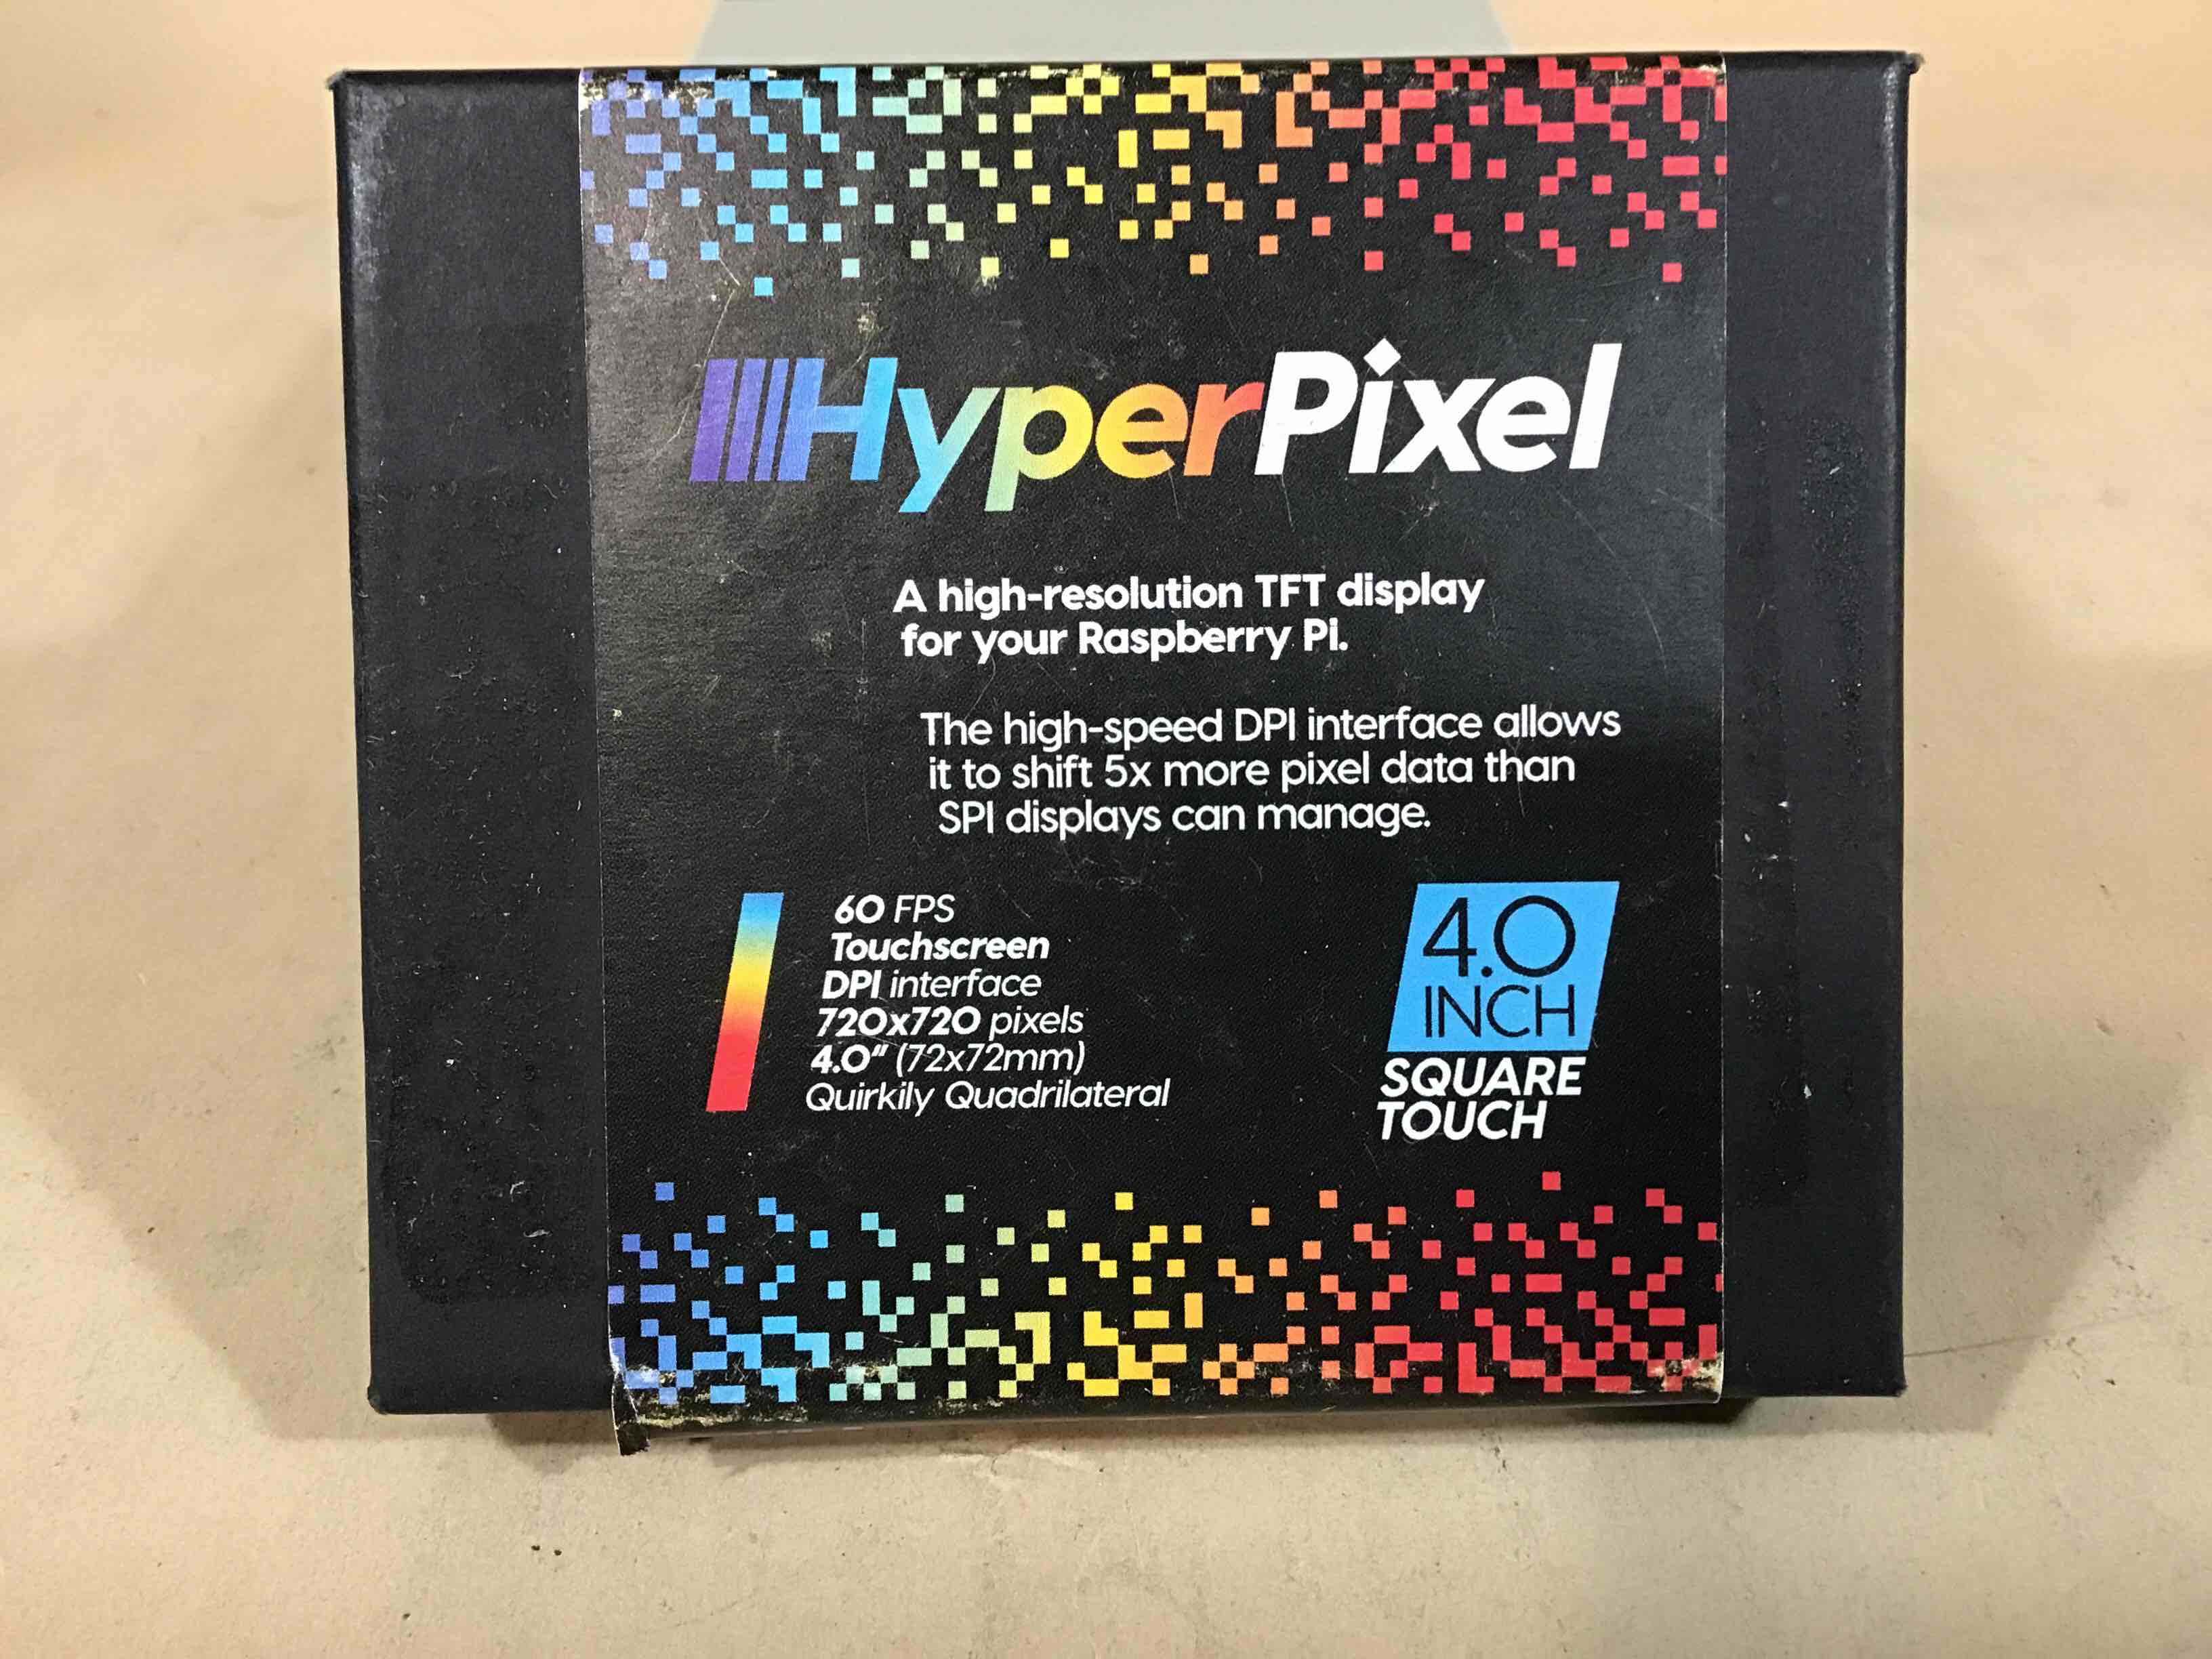 HyperPixel
A high-resolution TFT display
for your Raspberry Pi.
The high-speed DPI interface allows
it to shift 5x more pixel data than
SPI displays can manage.
60 FPS
Touchscreen
DPI interface
720x720 pixels
4.0" (72x72mm)
Quirkily Quadrilateral
4.0
INCH
SQUARE
TOUCH